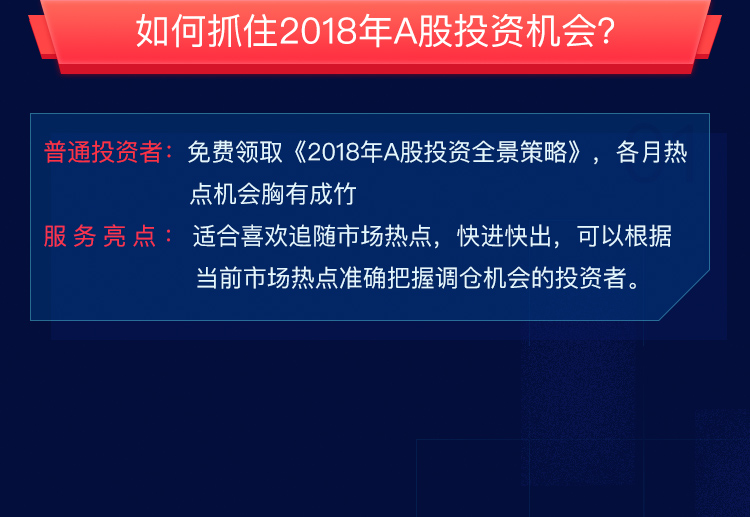 如何抓住2018年A股投资机会?
普通投资者：免费领取《2018年A股投资全景策略》，各月热
点机会胸有成竹
服务亮点：适合喜欢追随市场热点，快进快出，可以根据
当前市场热点准确把握调仓机会的投资者。